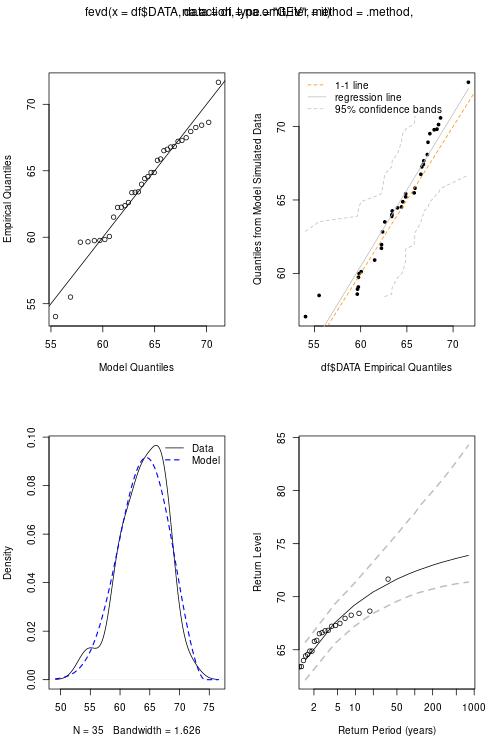 fevd(x = df$DATA,
method = .method,
70
65
60
55
55 60 65 70
Empirical Quantiles
Model Quantiles
1-1 line
regression line
95% confidence bands
70
65
60
55 60 65 70
Quantiles from Model Simulated Data
df$DATA Empirical Quantiles
Data
Model
0.10
0.08
0.06
0.04
0.02
0.00
50 55 60 65 70 75
Density
N = 35 Bandwidth = 1.626
85
80
75
70
65
2 5 10 50 200 1000
Return Level
Return Period (years)